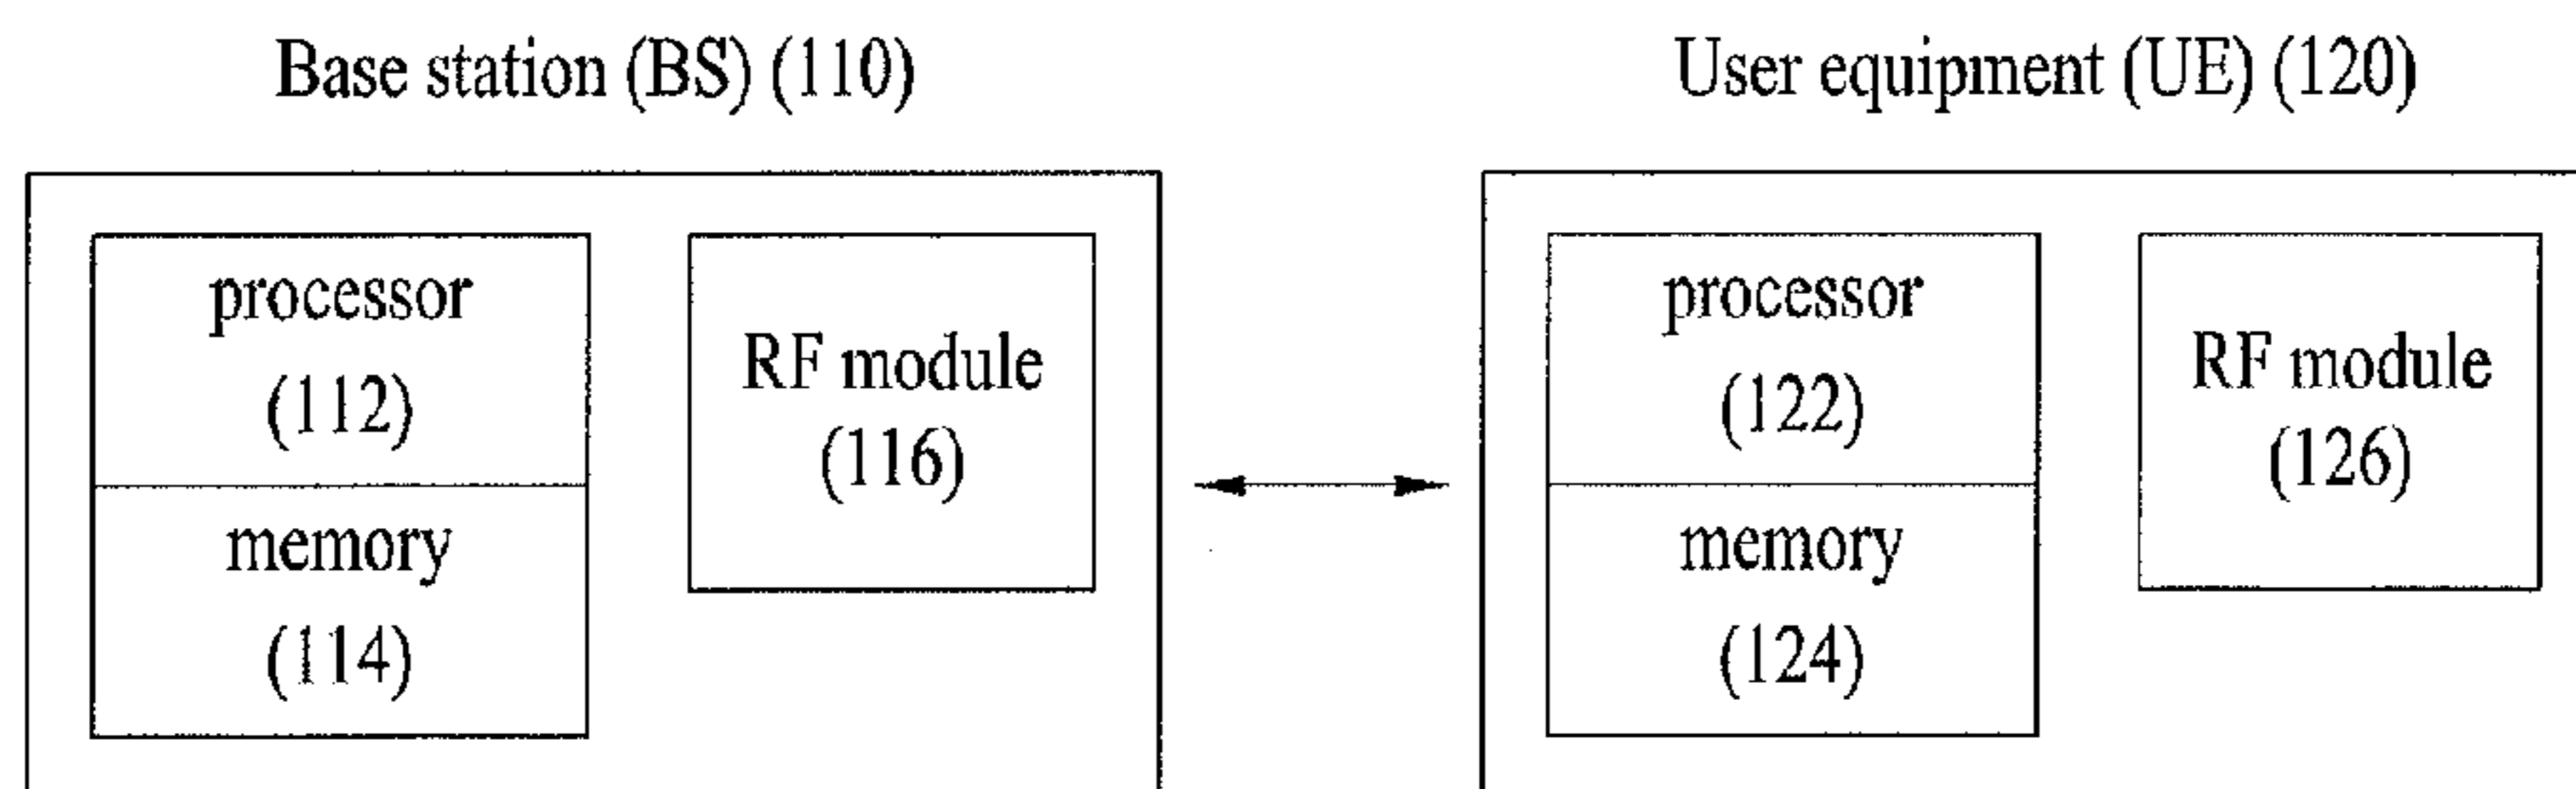 Base station (BS) (110)
processor
(112)
memory
(114)
RF module
(116)
User equipment (UE) (120)
processor
(122)
memory
(124)
RF module
(126)